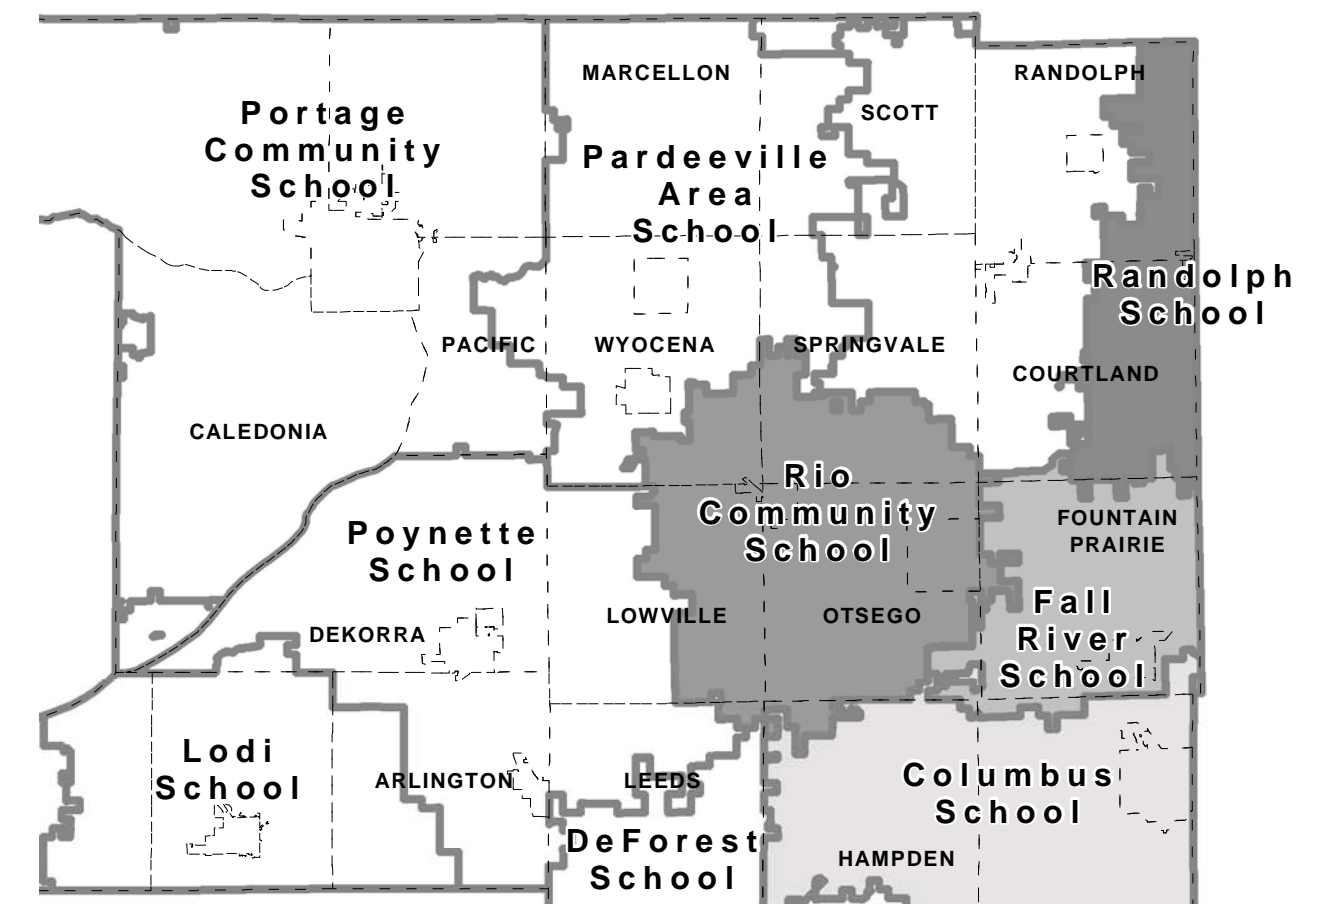 MARCELLON
RANDOLPH
SCOTT
Portage
Community
School
Pardeeville
Area
School
Randolph
School
PACIFIC
WYOCENA
SPRINGVALE
COURTLAND
CALEDONIA
Rio
Community
School
FOUNTAIN
PRAIRIE
Poynette
School
Fall
River
School
LOWVILLE
OTSEGO
DEKORRA
Lodi
School
ARLINGTON
LEEDS
Columbus
School
DeForest
School
HAMPDEN